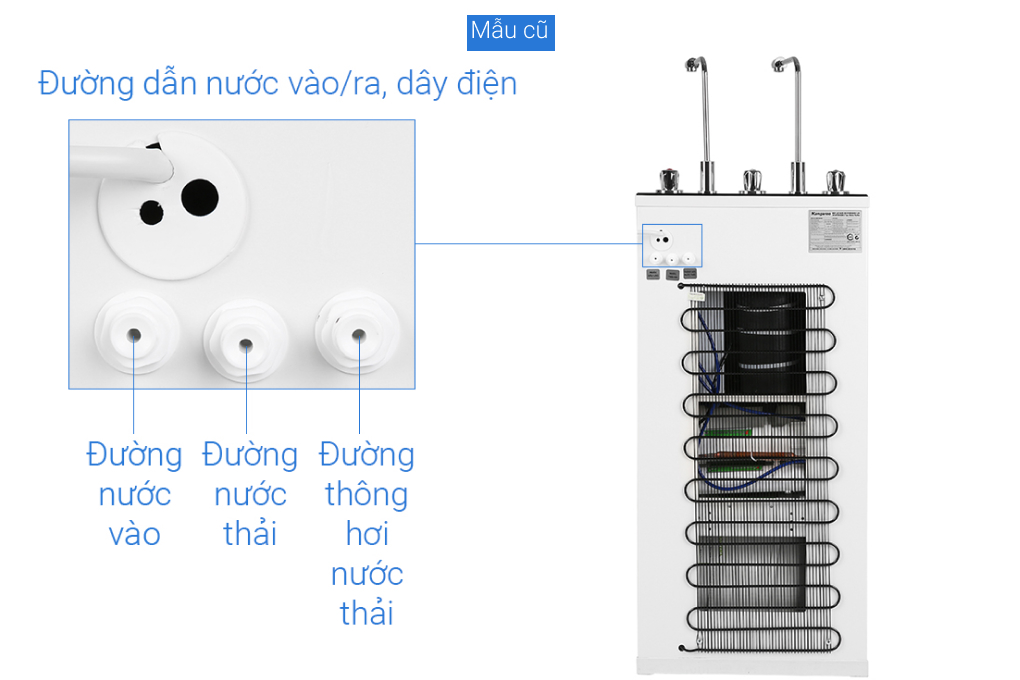 Mẫu cũ
Đường dẫn nước vào/ra, dây điện
Kangaroo
Đường
nước
vào
Đường
nước
thải
Đường
thông
hơi
nước
thải